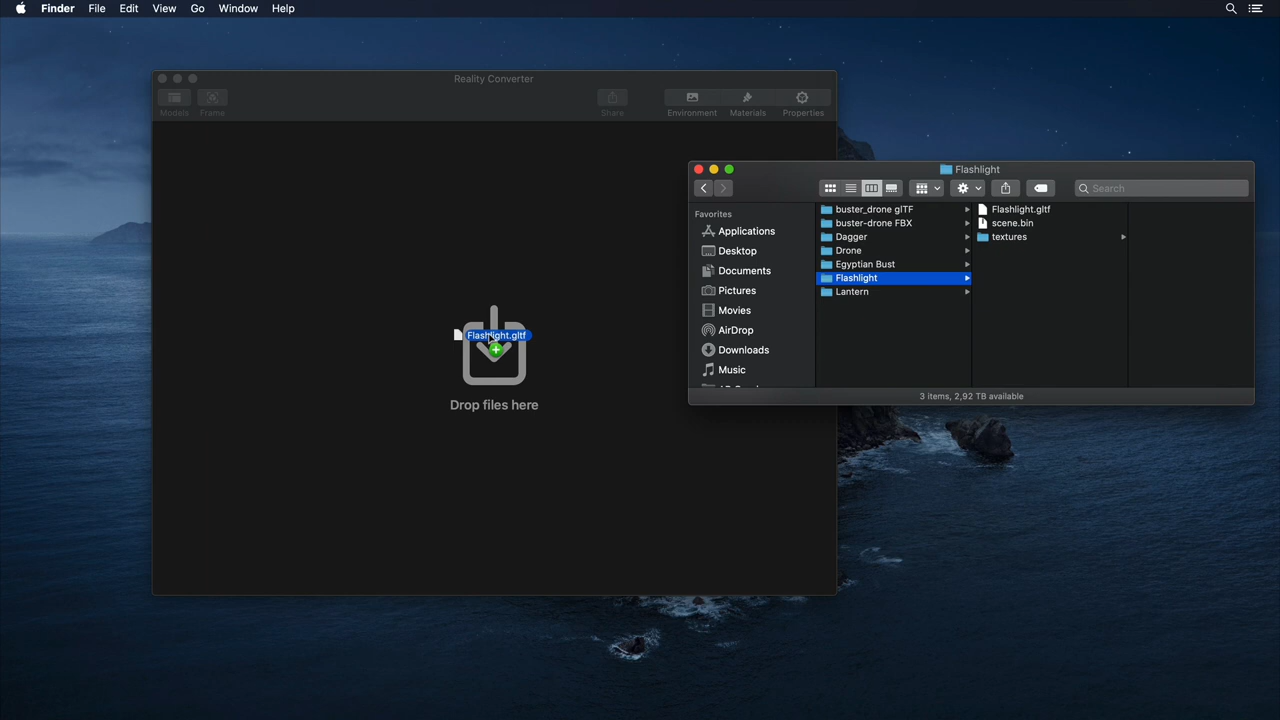 Finder File Edit View Go Window Help
Reality Converter
Models Frame Share Environment Materials Properties
Flashlight.gltf
Drop files here
Flashlight
Search
Favorites
Applications
Desktop
Documents
Pictures
Movies
AirDrop
Downloads
Music
buster_drone glTF
buster-drone FBX
Dagger
Drone
Egyptian Bust
Flashlight
Lantern
Flashlight.gltf
scene.bin
textures
3 items, 2,92 TB available